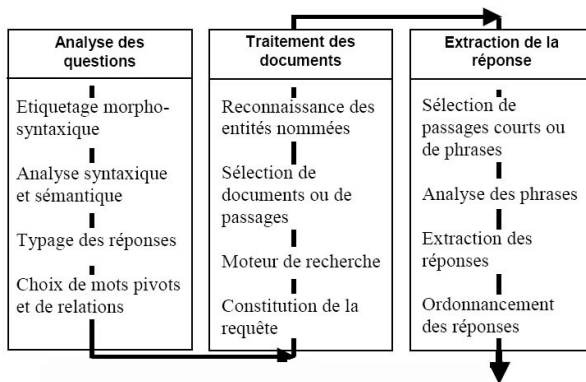 Analyse des
questions
Etiquetage morpho-
syntaxique
Analyse syntaxique
et sémantique
Typage des réponses
Choix de mots pivots
et de relations
Traitement des
documents
Reconnaissance des
entités nommées
Sélection de
documents ou de
passages
Moteur de recherche
Constitution de la
requête
Extraction de la
réponse
Sélection de
passages courts ou
de phrases
Analyse des phrases
Extraction des
réponses
Ordonnancement
des réponses